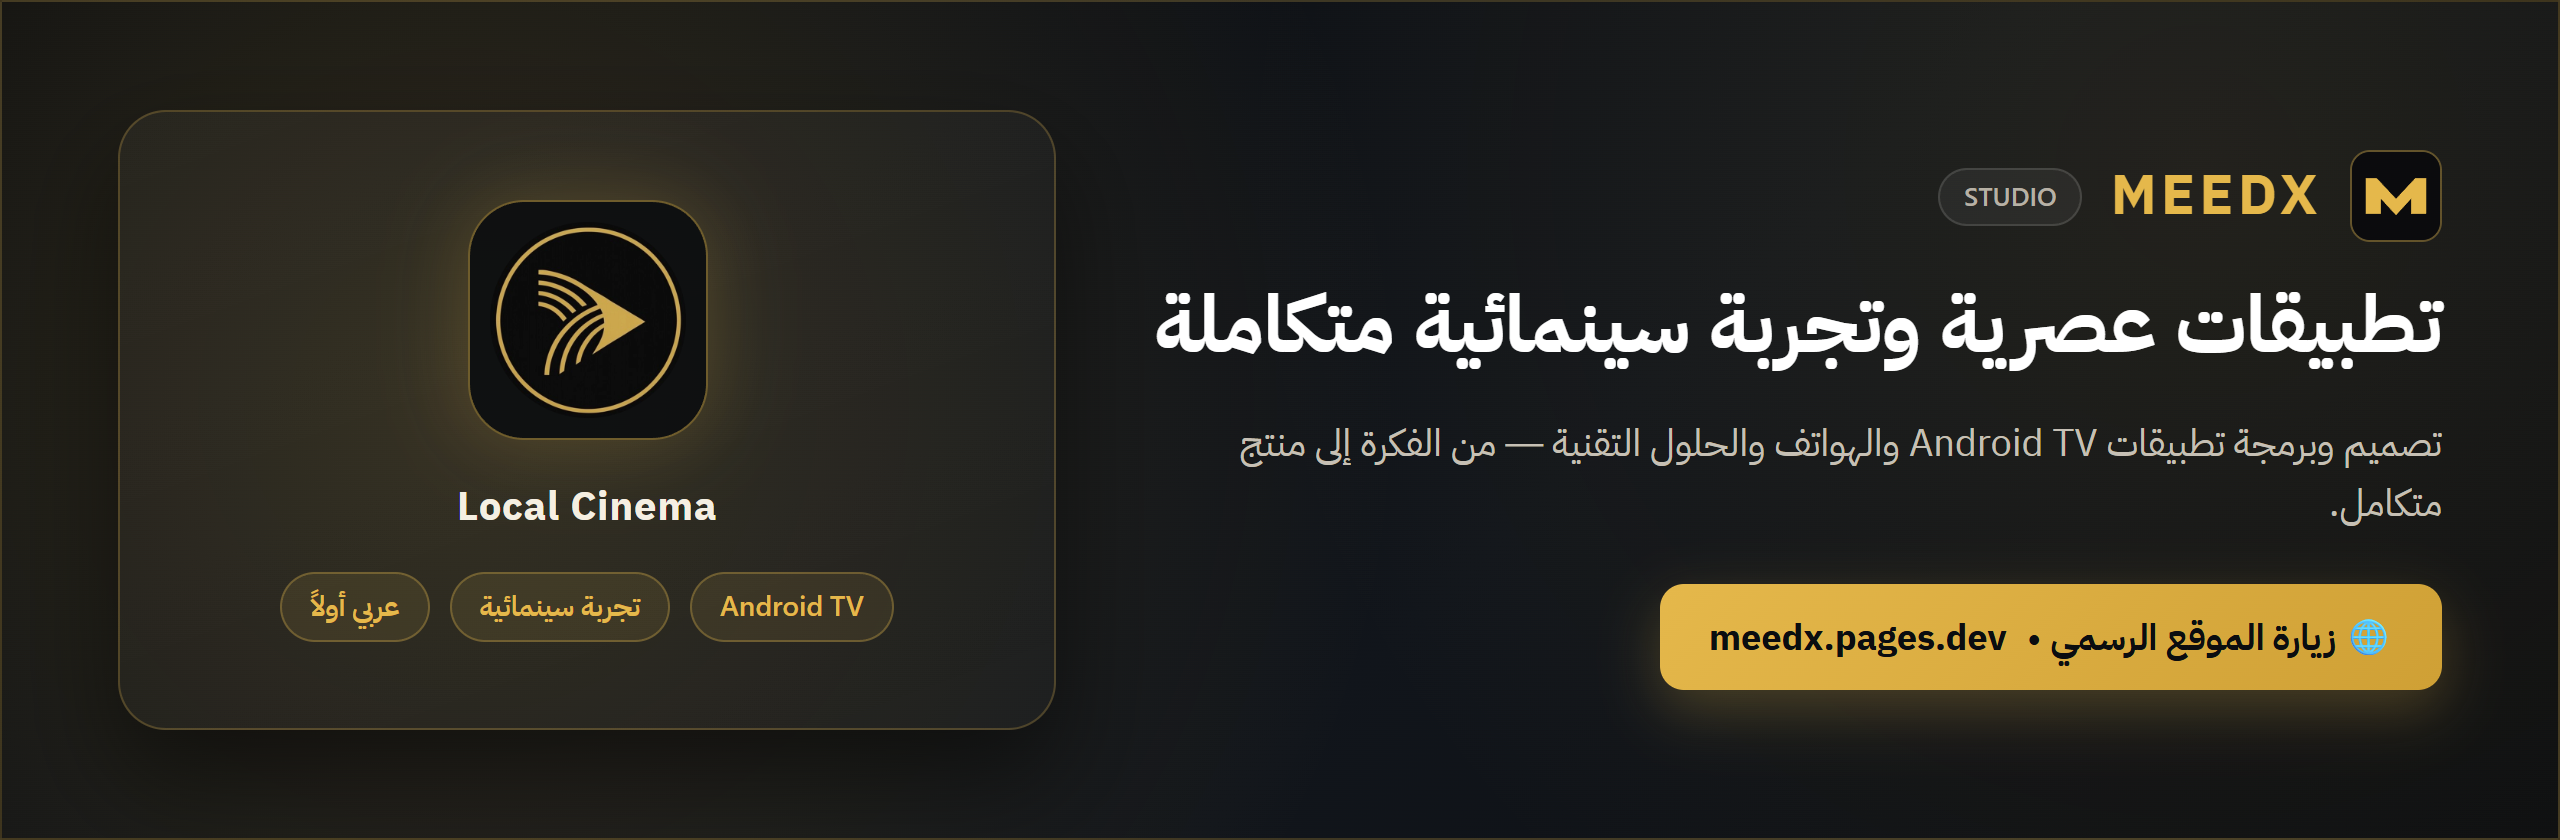 MEEDX STUDIO
تطبيقات عصرية وتجربة سينمائية متكاملة
تصميم وبرمجة تطبيقات Android TV والهواتف والحلول التقنية — من الفكرة إلى منتج
متكامل.
🌐 زيارة الموقع الرسمي • meedx.pages.dev
Local Cinema
Android TV
تجربة سينمائية
عربي أولاً